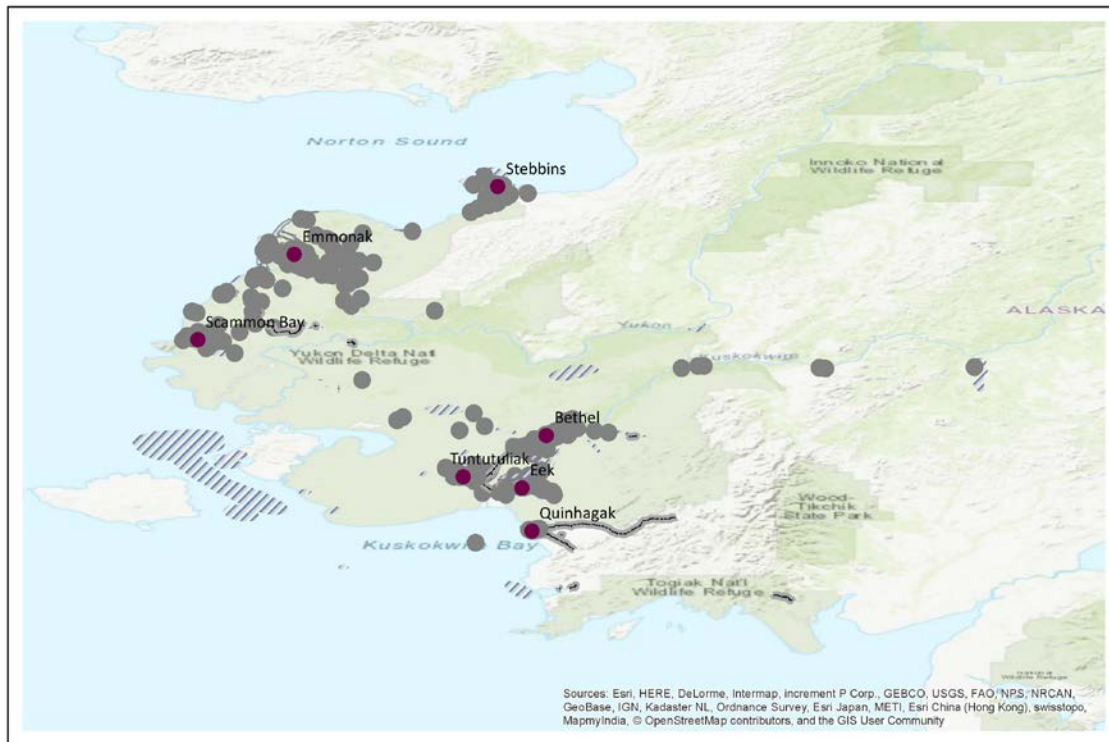 Norton Sound
Stebbins
Innoko National
Wildlife Refuge
Emmonak
ALASKA
Scammon Bay
Yukon
Yukon Delta Nat'l
Wildlife Refuge
Kuskokwim
Bethel
Tuntutuliak
Eek
Wood-
Tikchik
State Park
Quinhagak
Kuskokwim Bay
Togiak Nat'l
Wildlife Refuge
Wildlife Refuge
Sources: Esri, HERE, DeLorme, Intermap, increment P Corp., GEBCO, USGS, FAO, NPS, NRCAN,
GeoBase, IGN, Kadaster NL, Ordnance Survey, Esri Japan, METI, Esri China (Hong Kong), swisstopo,
MapmyIndia, © OpenStreetMap contributors, and the GIS User Community